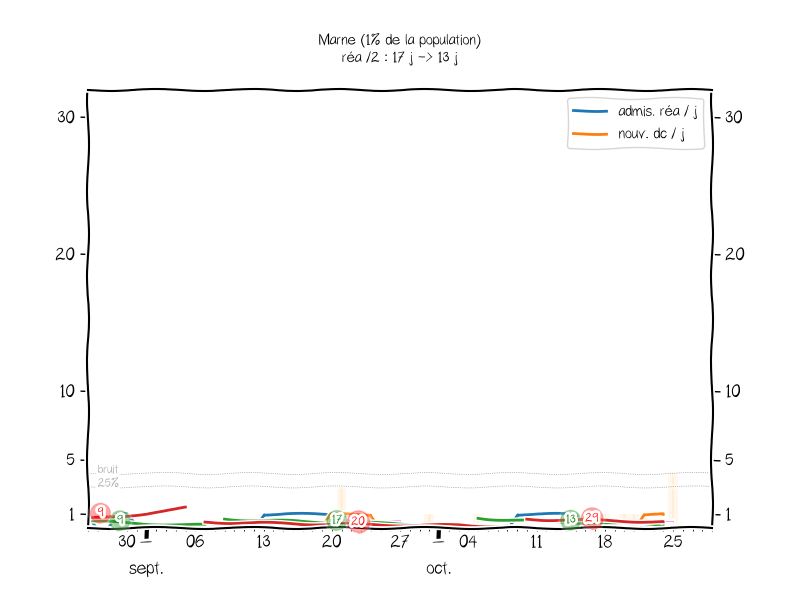 Marne (1% de la population)
réa /2 : 17 j -> 13 j
admis. réa / j
nouv. dc / j
30 30
20 20
10 10
5 5
bruit
25%
1 1
9 9 17 20 13 29
30 06 13 20 27 04 11 18 25
sept. oct.